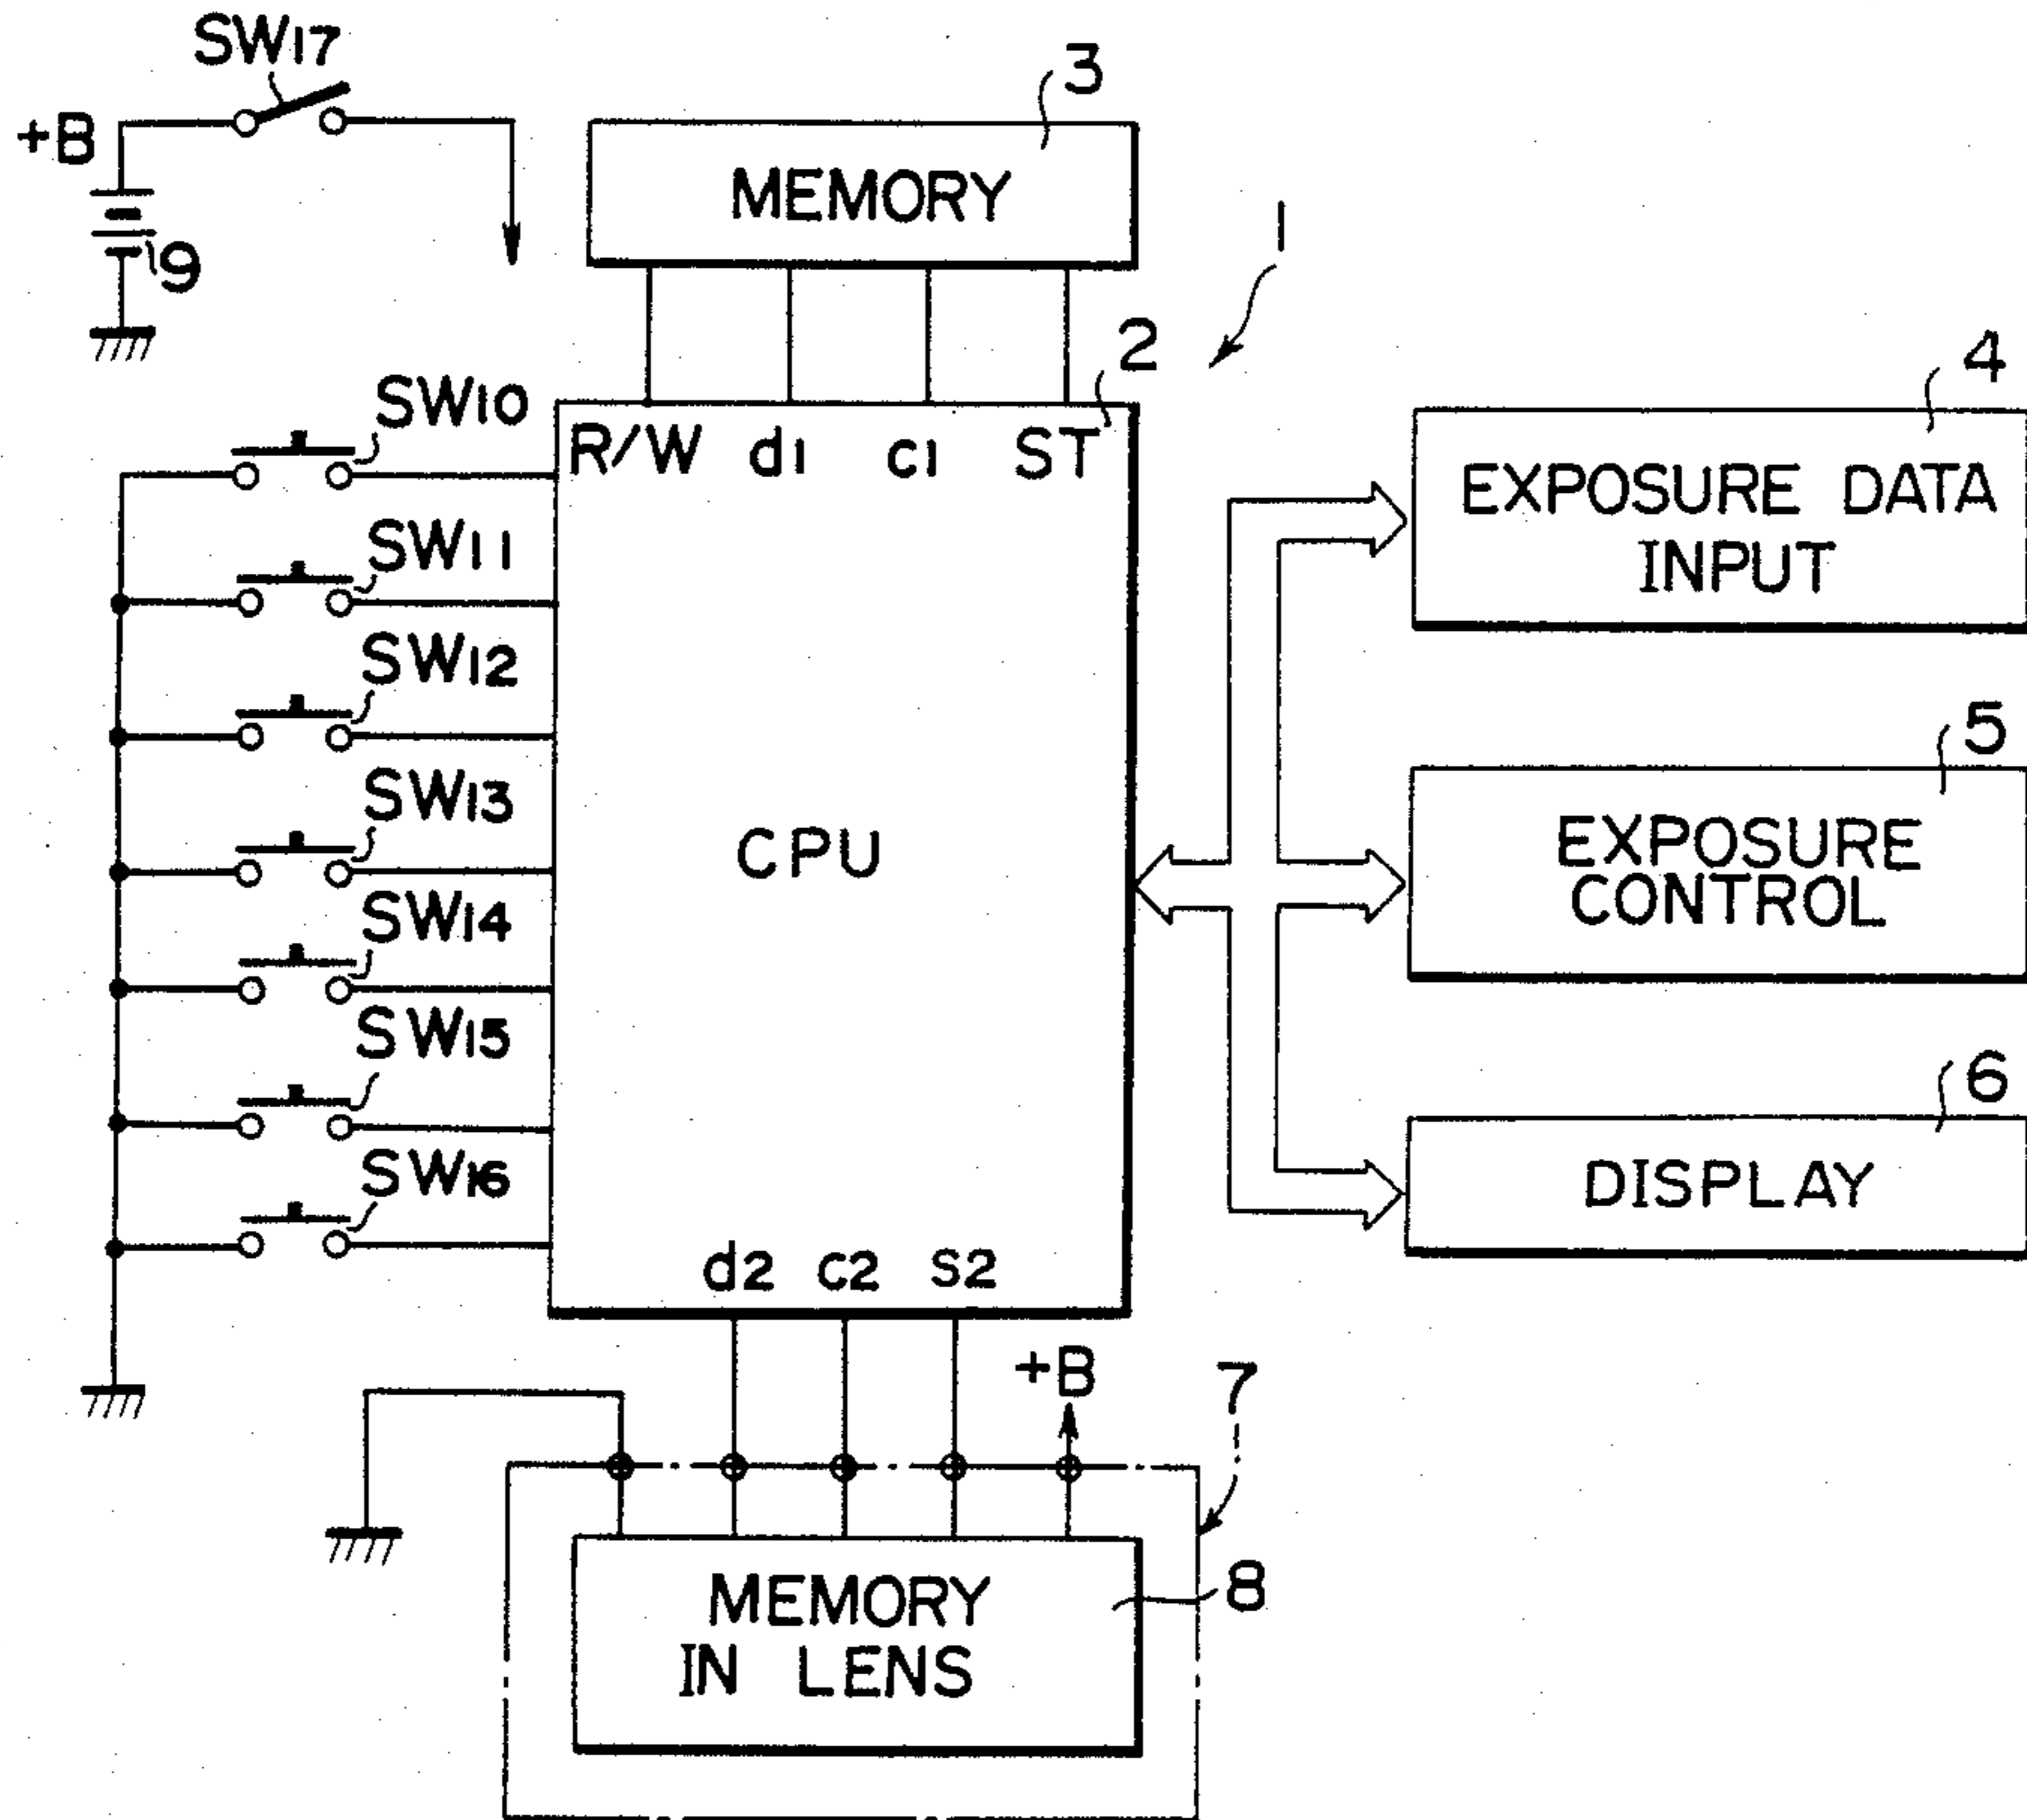 SW17
+B
9
3
MEMORY
1
2
R/W d1 c1 ST
SW10
SW11
SW12
SW13
SW14
SW15
SW16
CPU
d2 c2 s2
4
EXPOSURE DATA
INPUT
5
EXPOSURE
CONTROL
6
DISPLAY
+B
7
8
MEMORY
IN LENS